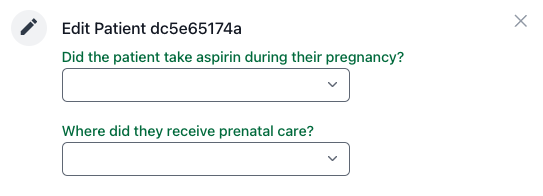 Edit Patient dc5e65174a
Did the patient take aspirin during their pregnancy?
Where did they receive prenatal care?